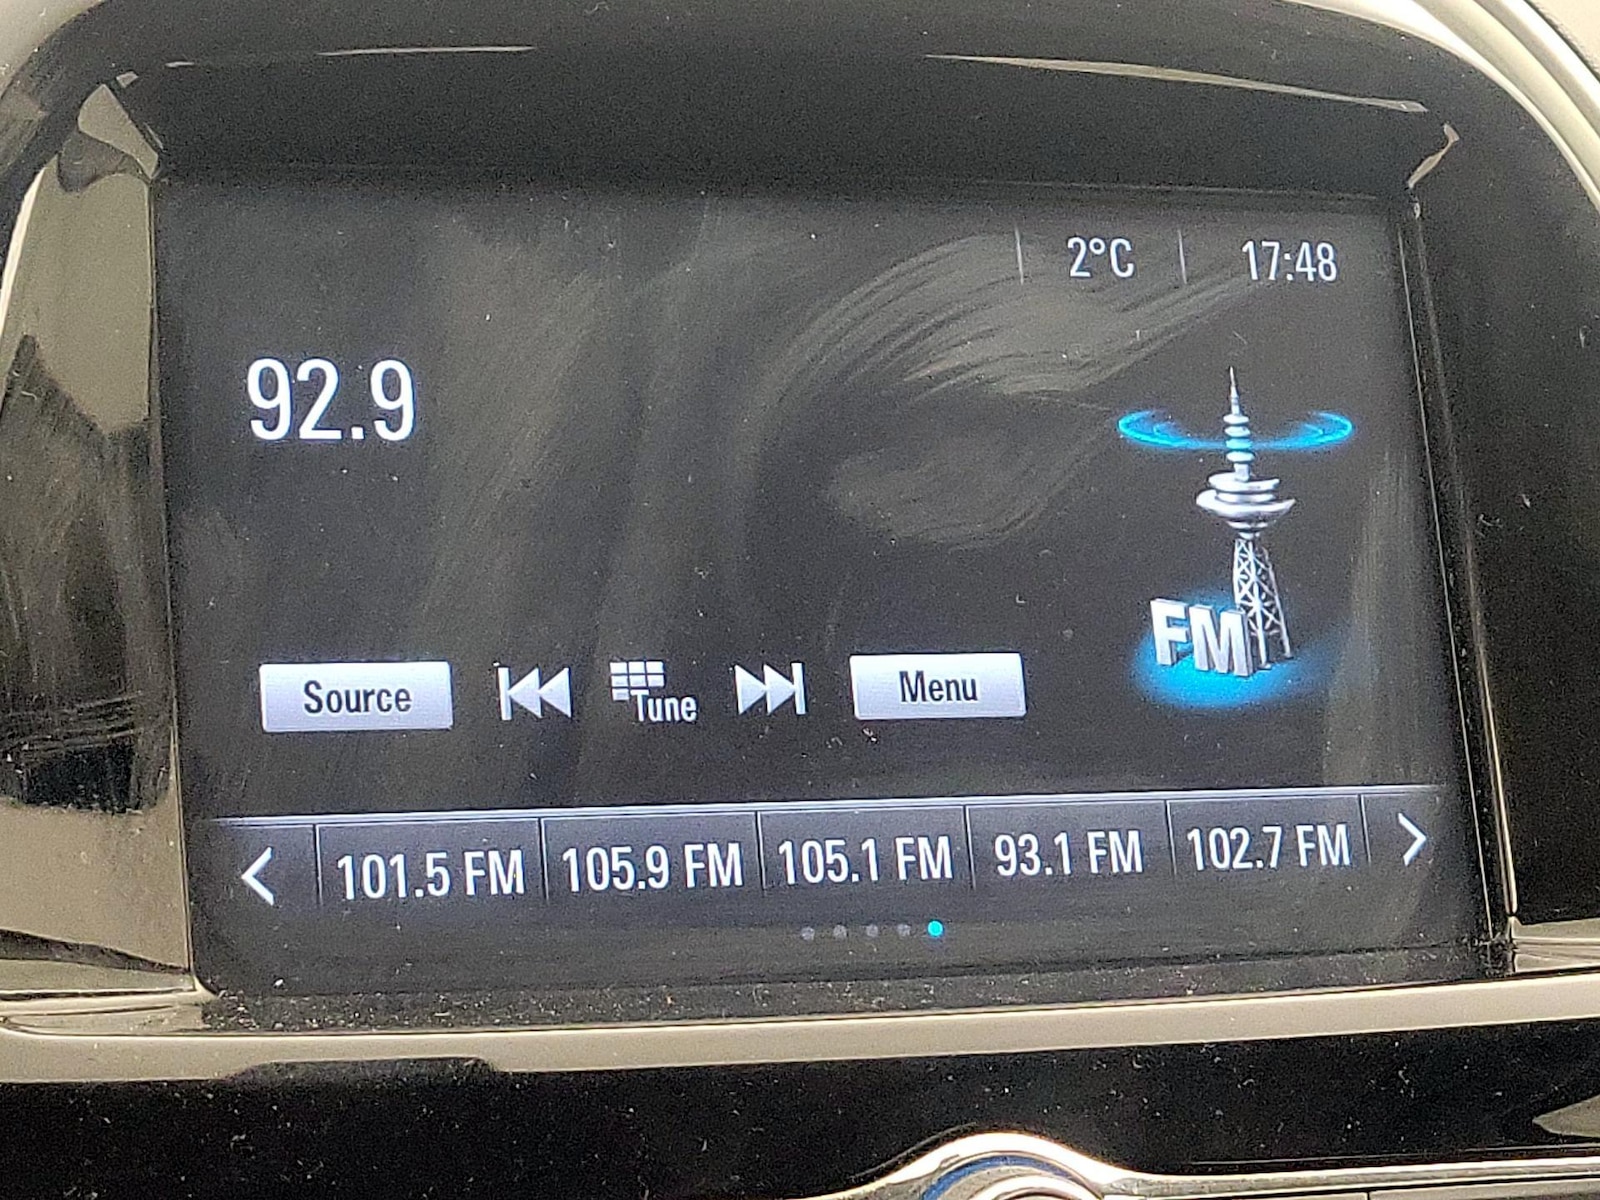 2°C 17:48
92.9
FM
Source Tune Menu
101.5 FM 105.9 FM 105.1 FM 93.1 FM 102.7 FM